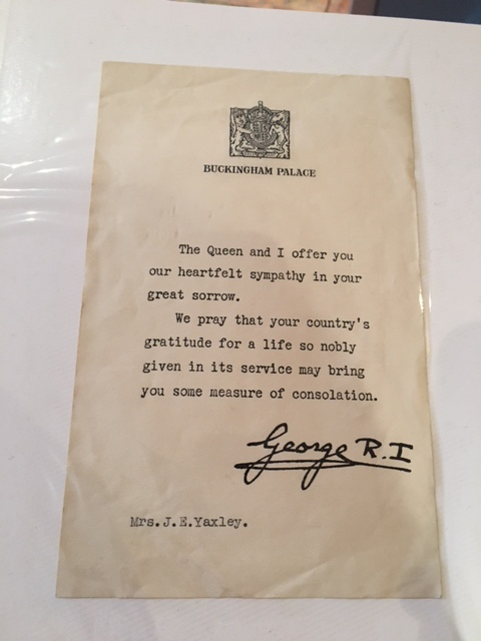 BUCKINGHAM PALACE
The Queen and I offer you
our heartfelt sympathy in your
great sorrow.
We pray that your country's
gratitude for a life so nobly
given in its service may bring
you some measure of consolation.
George R.I
Mrs.J.E.Yaxley.